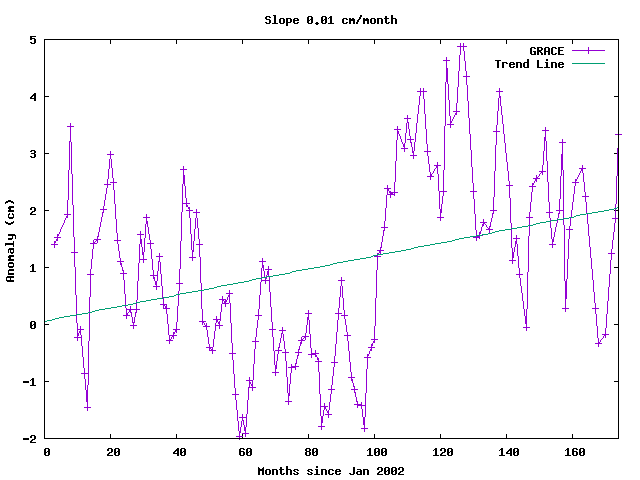 Slope 0.01 cm/month
GRACE
Trend Line
5
4
3
2
1
0
-1
-2
Anomaly (cm)
0 20 40 60 80 100 120 140 160
Months since Jan 2002